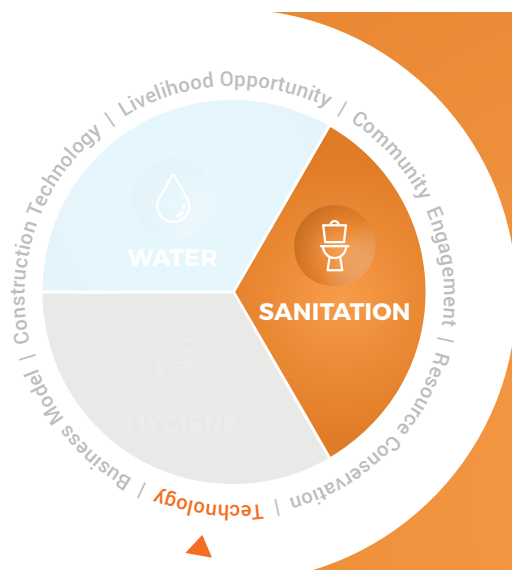 Construction Technology | Livelihood Opportunity | Community Engagement | Resource Conservation | Technology | Business Model |
WATER
SANITATION
HYGIENE